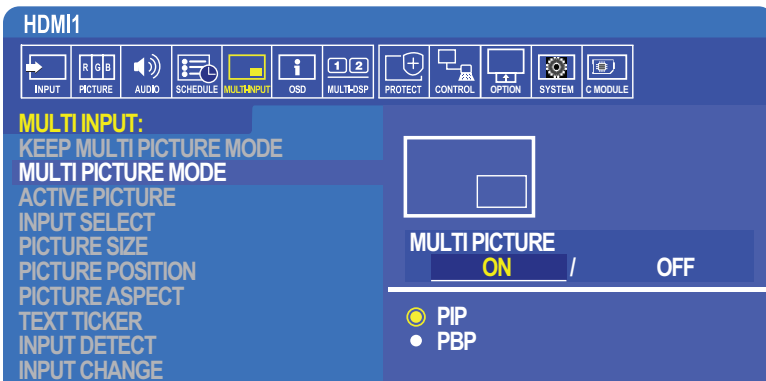 HDMI1
R G B 1 2
INPUT PICTURE AUDIO SCHEDULE MULTI-INPUT OSD MULTI-DSP PROTECT CONTROL OPTION SYSTEM C MODULE
MULTI INPUT:
KEEP MULTI PICTURE MODE
MULTI PICTURE MODE
ACTIVE PICTURE
INPUT SELECT
PICTURE SIZE
PICTURE POSITION
PICTURE ASPECT
TEXT TICKER
INPUT DETECT
INPUT CHANGE
MULTI PICTURE
ON / OFF
PIP
PBP